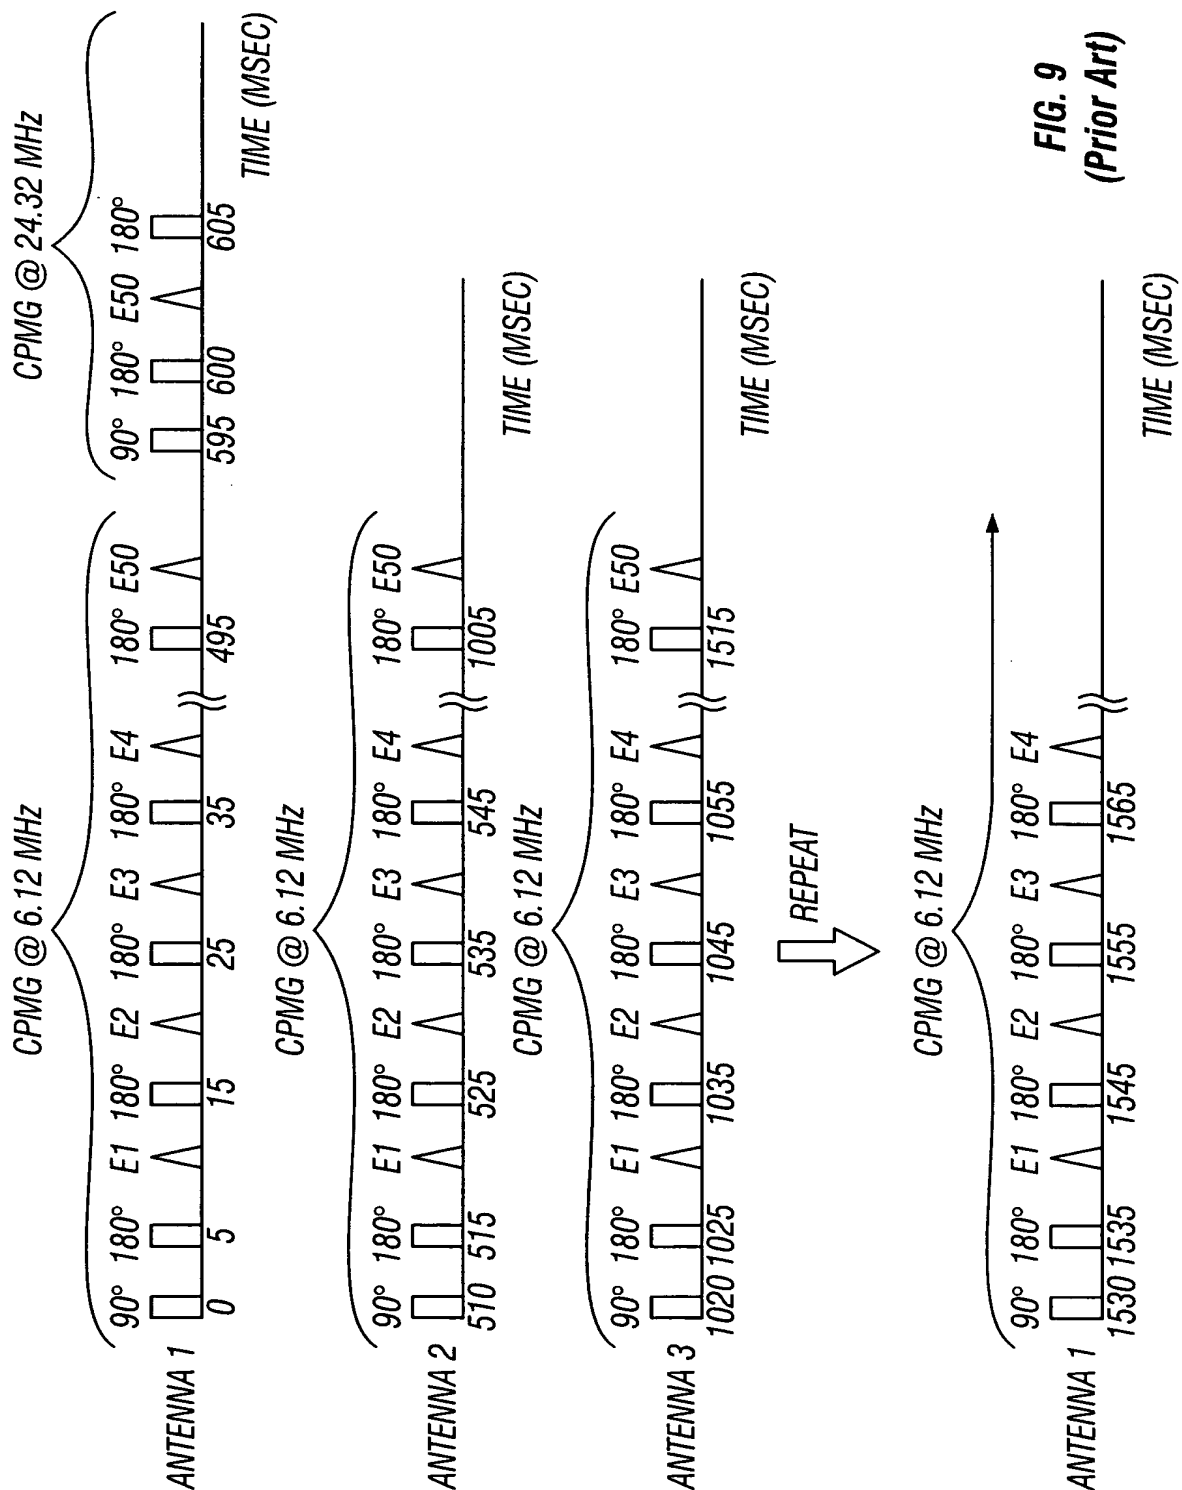 CPMG @ 6.12 MHz CPMG @ 24.32 MHz
90° 180° E1 180° E2 180° E3 180° E4 180° E50 90° 180° E50 180°
ANTENNA 1
0 5 15 25 35 495 595 600 605
TIME (MSEC)
CPMG @ 6.12 MHz
90° 180° E1 180° E2 180° E3 180° E4 180° E50
ANTENNA 2
510 515 525 535 545 1005
TIME (MSEC)
CPMG @ 6.12 MHz
90° 180° E1 180° E2 180° E3 180° E4 180° E50
ANTENNA 3
1020 1025 1035 1045 1055 1515
TIME (MSEC)
REPEAT
CPMG @ 6.12 MHz
90° 180° E1 180° E2 180° E3 180° E4
ANTENNA 1
1530 1535 1545 1555 1565
TIME (MSEC)
FIG. 9
(Prior Art)